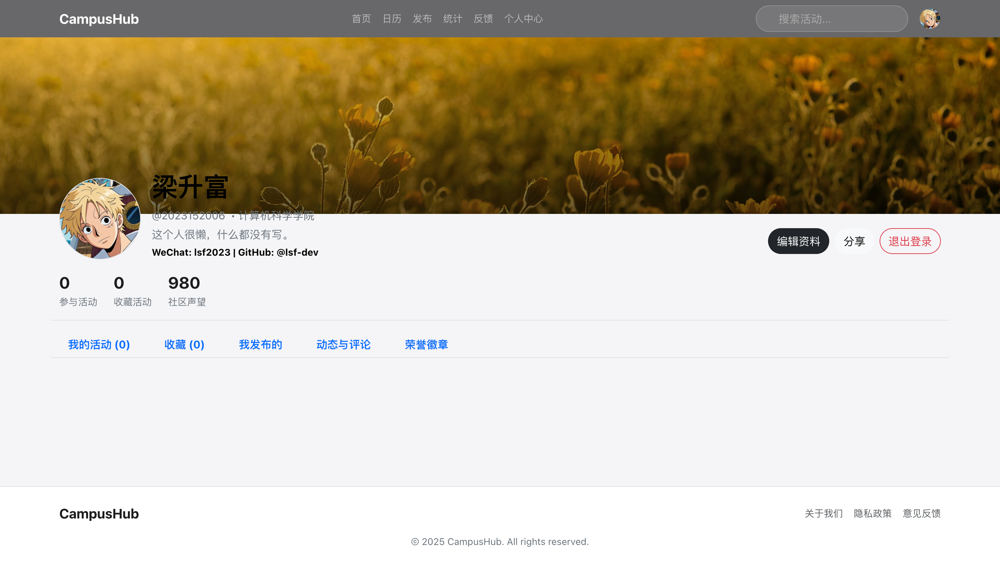 CampusHub
首页 日历 发布 统计 反馈 个人中心
搜索活动...
梁升富
@2023152006 · 计算机科学学院
这个人很懒，什么都没有写。
WeChat: lsf2023 | GitHub: @lsf-dev
编辑资料 分享 退出登录
0 0 980
参与活动 收藏活动 社区声望
我的活动 (0) 收藏 (0) 我发布的 动态与评论 荣誉徽章
CampusHub
关于我们 隐私政策 意见反馈
© 2025 CampusHub. All rights reserved.